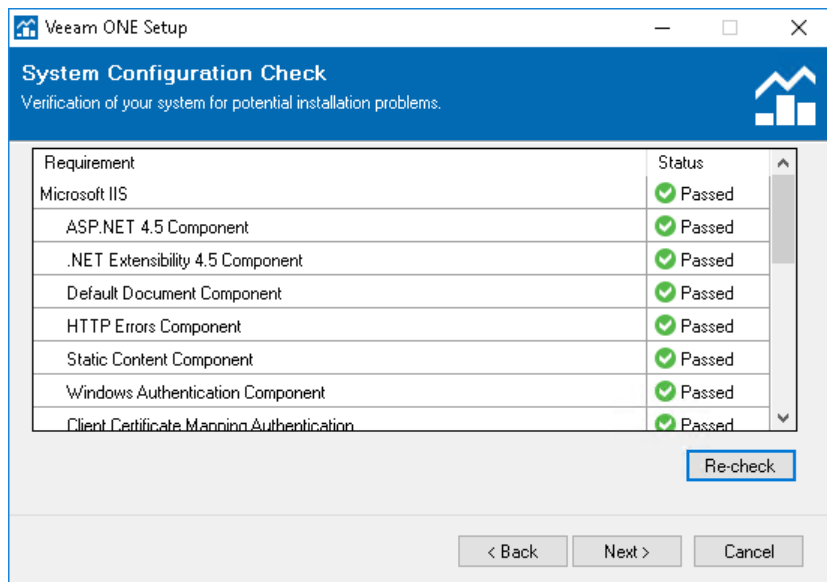 Veeam ONE Setup
System Configuration Check
Verification of your system for potential installation problems.
Requirement Status
Microsoft IIS Passed
ASP.NET 4.5 Component Passed
.NET Extensibility 4.5 Component Passed
Default Document Component Passed
HTTP Errors Component Passed
Static Content Component Passed
Windows Authentication Component Passed
Client Certificate Mapping Authentication Passed
Re-check
< Back Next > Cancel